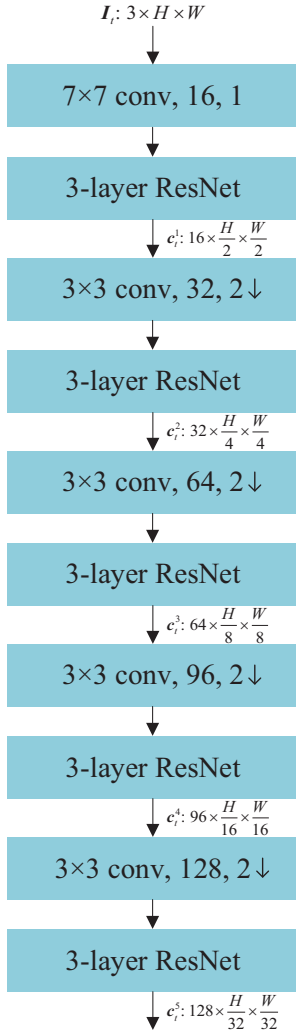 I_t: 3×H×W
7×7 conv, 16, 1
3-layer ResNet
c_t^1: 16×H/2×W/2
3×3 conv, 32, 2↓
3-layer ResNet
c_t^2: 32×H/4×W/4
3×3 conv, 64, 2↓
3-layer ResNet
c_t^3: 64×H/8×W/8
3×3 conv, 96, 2↓
3-layer ResNet
c_t^4: 96×H/16×W/16
3×3 conv, 128, 2↓
3-layer ResNet
c_t^5: 128×H/32×W/32